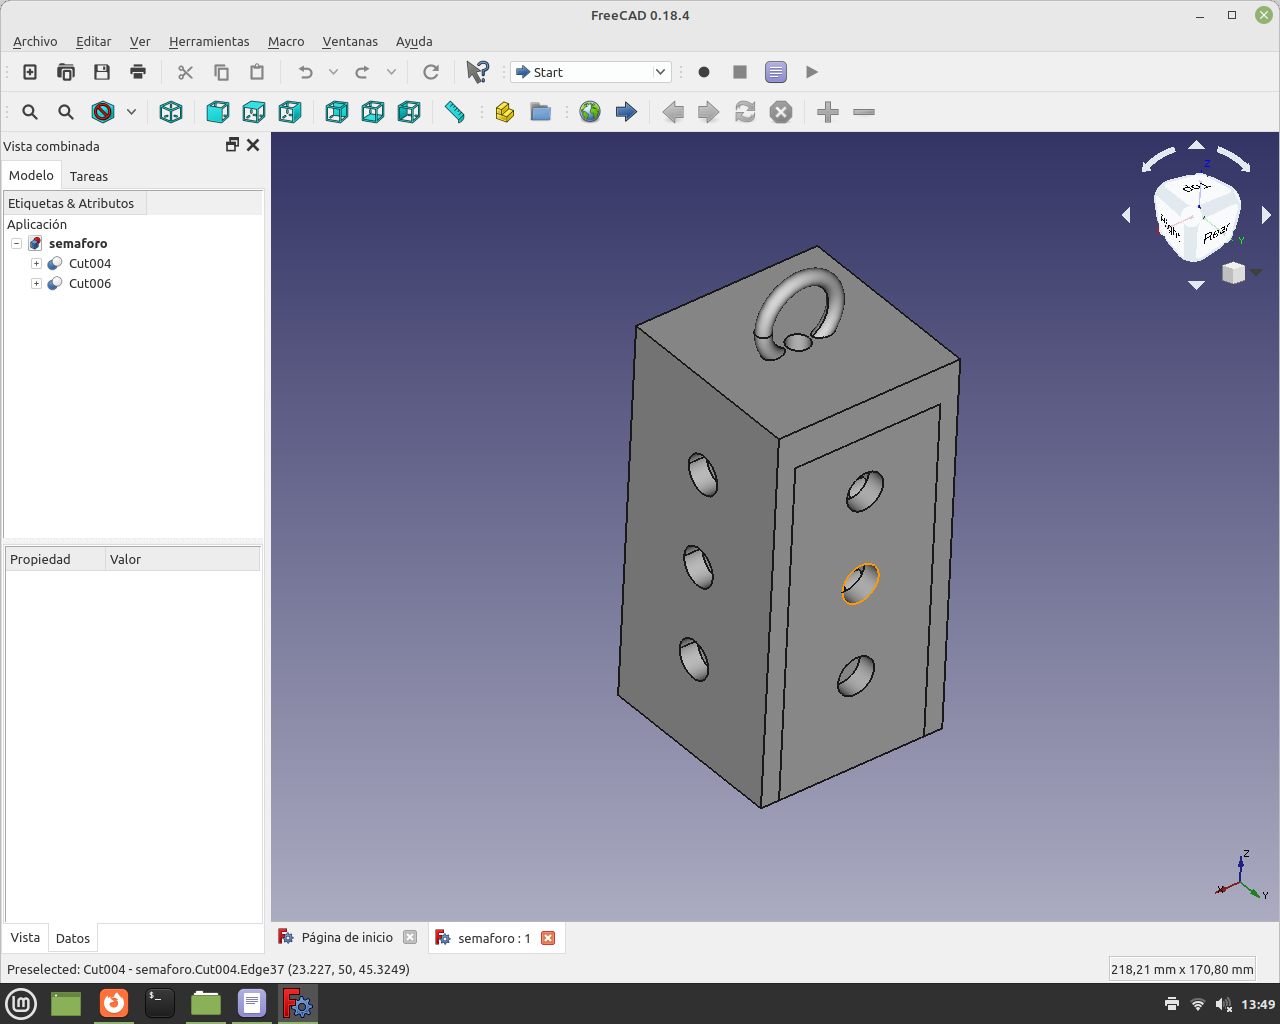 FreeCAD 0.18.4
Archivo Editar Ver Herramientas Macro Ventanas Ayuda
Start
Vista combinada
Modelo Tareas
Etiquetas & Atributos
Aplicación
semaforo
Cut004
Cut006
Propiedad Valor
Vista Datos
Top
Right
Rear
Z
X
Y
Z
X
Y
Página de inicio semaforo : 1
Preselected: Cut004 - semaforo.Cut004.Edge37 (23.227, 50, 45.3249)
218,21 mm x 170,80 mm
13:49